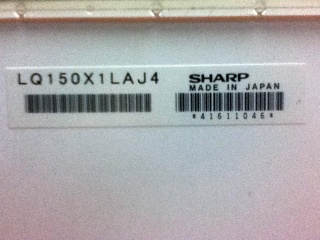 LQ150X1LAJ4
SHARP
MADE IN JAPAN
*41611046*